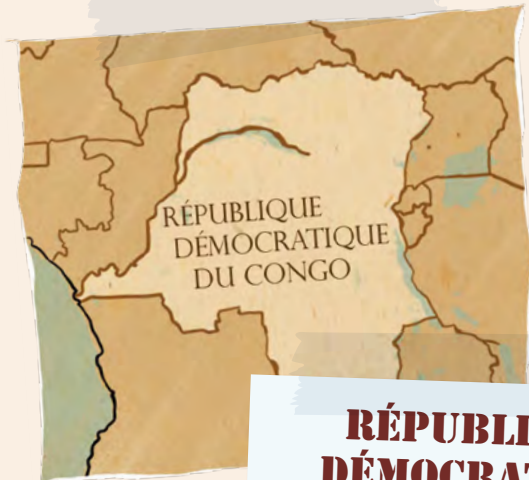 RÉPUBLIQUE
DÉMOCRATIQUE
DU CONGO
RÉPUBLI
DÉMOCRAT